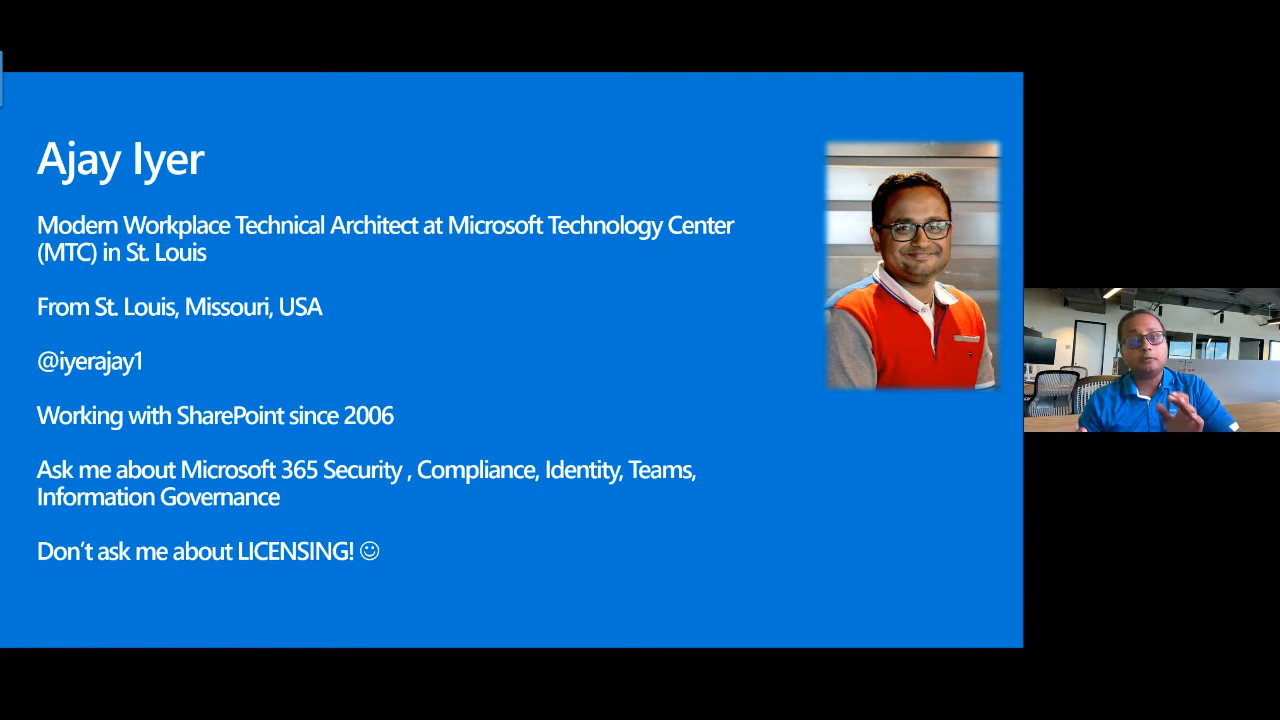 Ajay Iyer
Modern Workplace Technical Architect at Microsoft Technology Center
(MTC) in St. Louis
From St. Louis, Missouri, USA
@iyerajay1
Working with SharePoint since 2006
Ask me about Microsoft 365 Security , Compliance, Identity, Teams,
Information Governance
Don't ask me about LICENSING! ☺